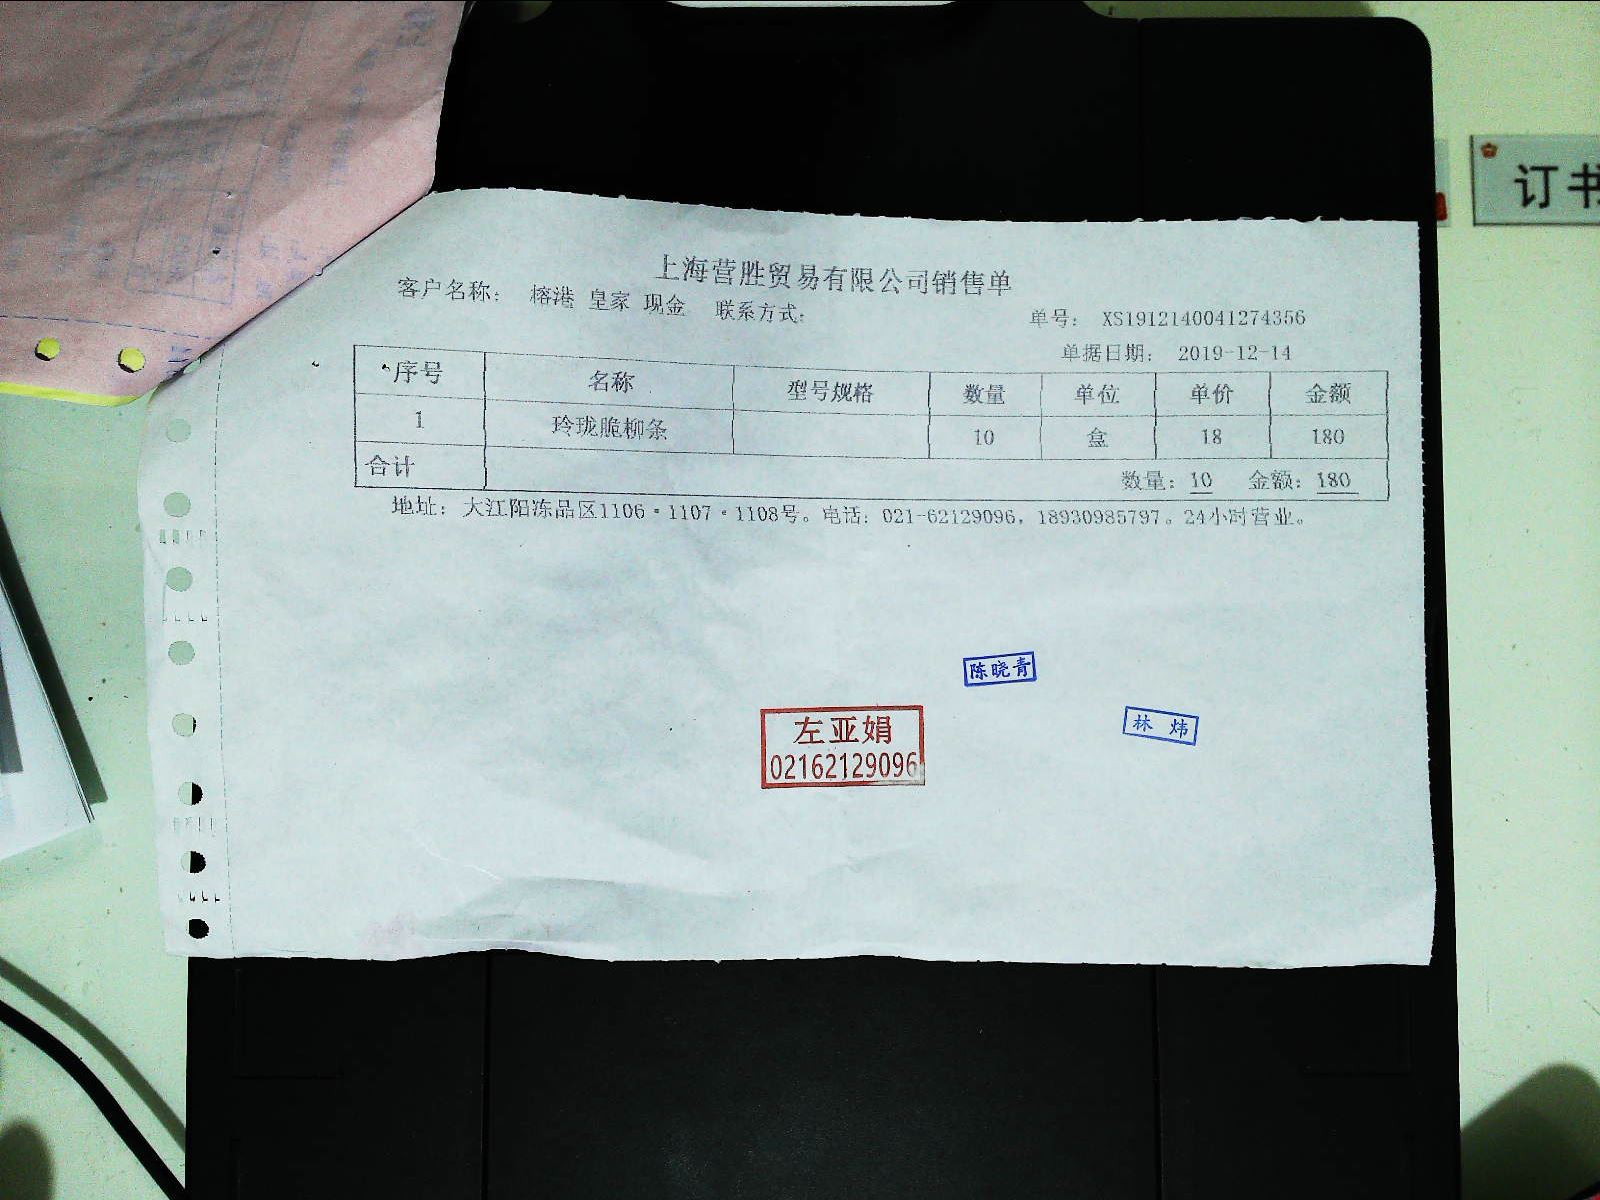 订书
上海营胜贸易有限公司销售单
客户名称： 榕港 皇家 现金 联系方式：
单号： XS1912140041274356
单据日期： 2019-12-14
序号 名称 型号规格 数量 单位 单价 金额
1 玲珑脆柳条 10 盒 18 180
合计 数量：10 金额：180
地址：大江阳冻品区1106·1107·1108号。电话：021-62129096，18930985797。24小时营业。
陈晓青
林炜
左亚娟
02162129096